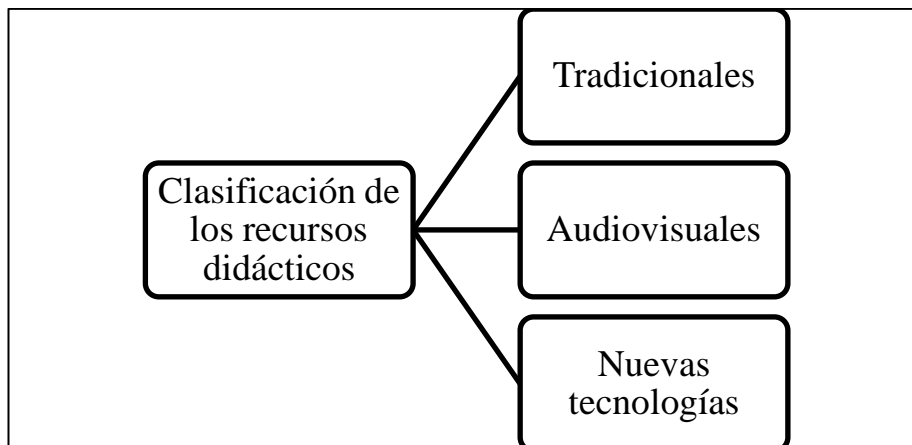 Tradicionales
Clasificación de
los recursos
didácticos
Audiovisuales
Nuevas
tecnologías